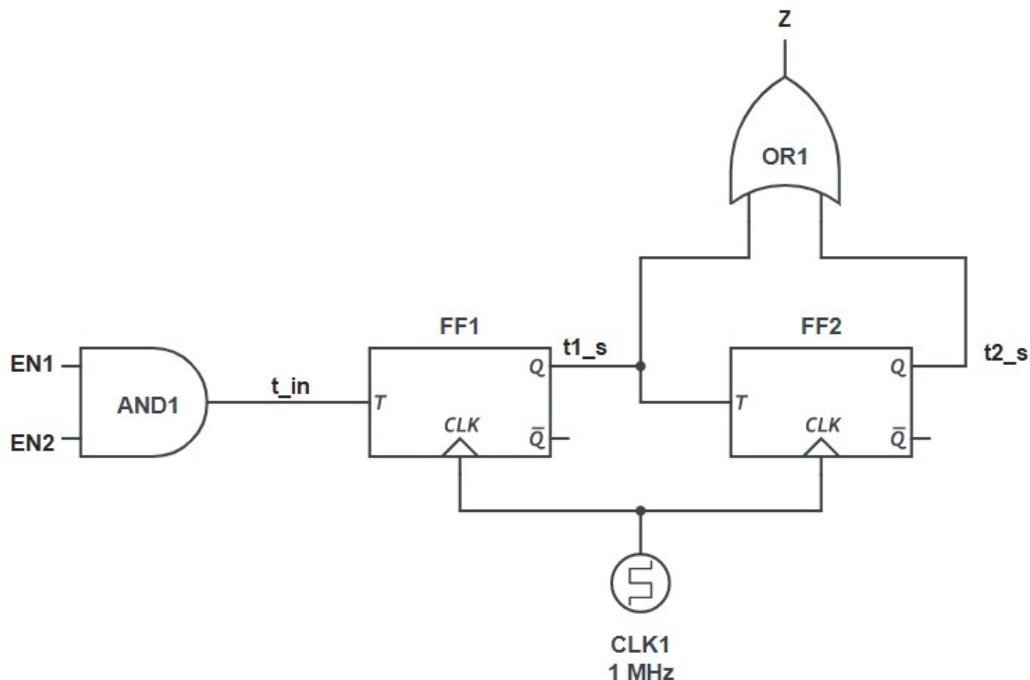 Z
OR1
FF1
FF2
EN1
EN2
AND1
t_in
T
Q
CLK
Q̅
t1_s
T
Q
CLK
Q̅
t2_s
CLK1
1 MHz